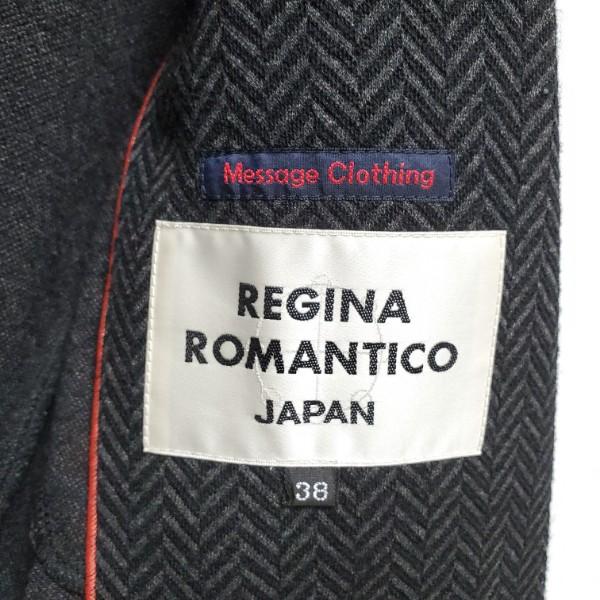 Message Clothing
REGINA
ROMANTICO
JAPAN
38